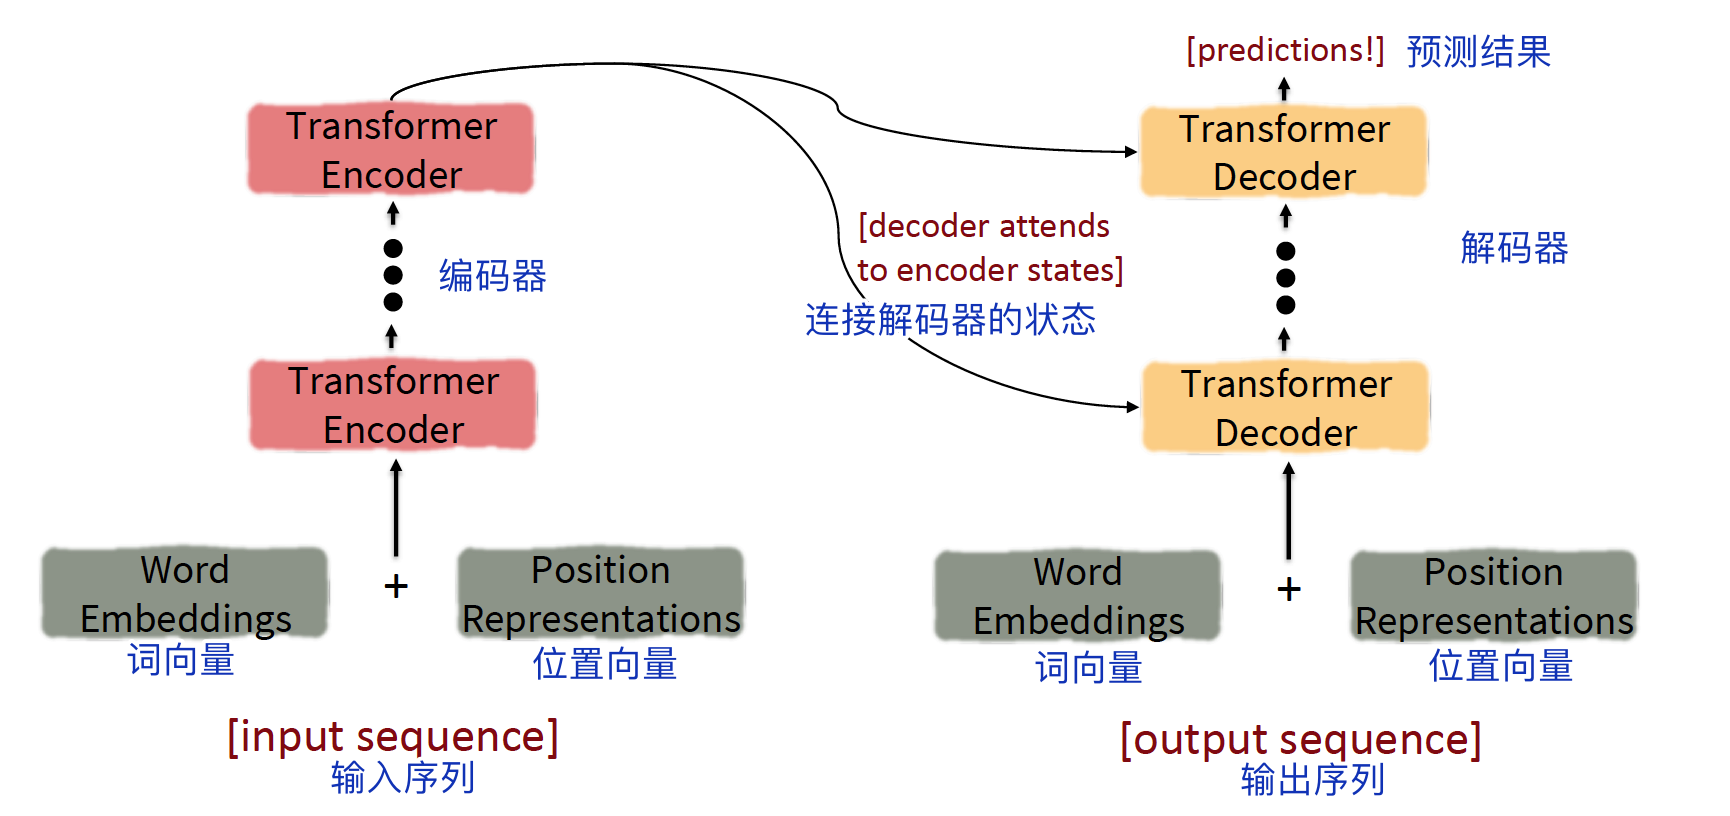 [predictions!] 预测结果
Transformer
Encoder
Transformer
Decoder
[decoder attends
to encoder states]
连接解码器的状态
编码器
解码器
Transformer
Encoder
Transformer
Decoder
Word
Embeddings
词向量
+
Position
Representations
位置向量
Word
Embeddings
词向量
+
Position
Representations
位置向量
[input sequence]
输入序列
[output sequence]
输出序列